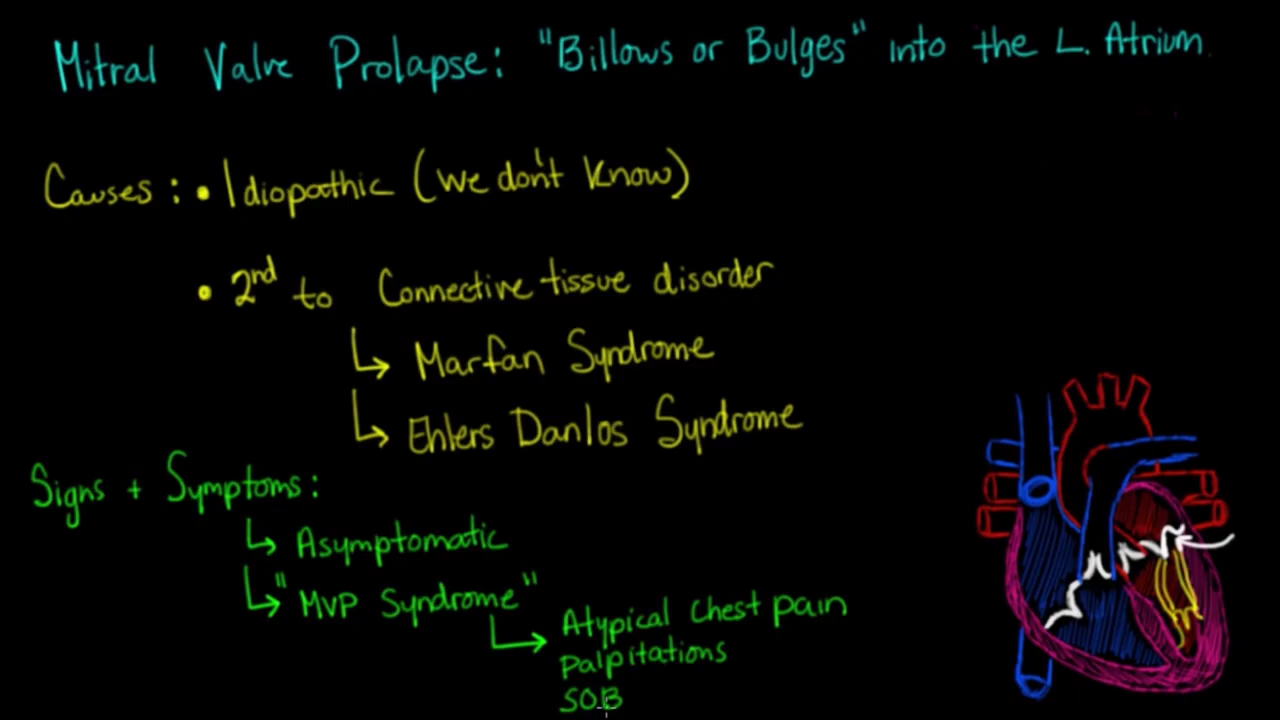 Mitral Valve Prolapse: "Billows or Bulges" into the L. Atrium
Causes: • Idiopathic (we don't know)
• 2nd to Connective tissue disorder
↳ Marfan Syndrome
↳ Ehlers Danlos Syndrome
Signs + Symptoms:
↳ Asymptomatic
↳ "MVP Syndrome"
↳ Atypical Chest pain
palpitations
SOB